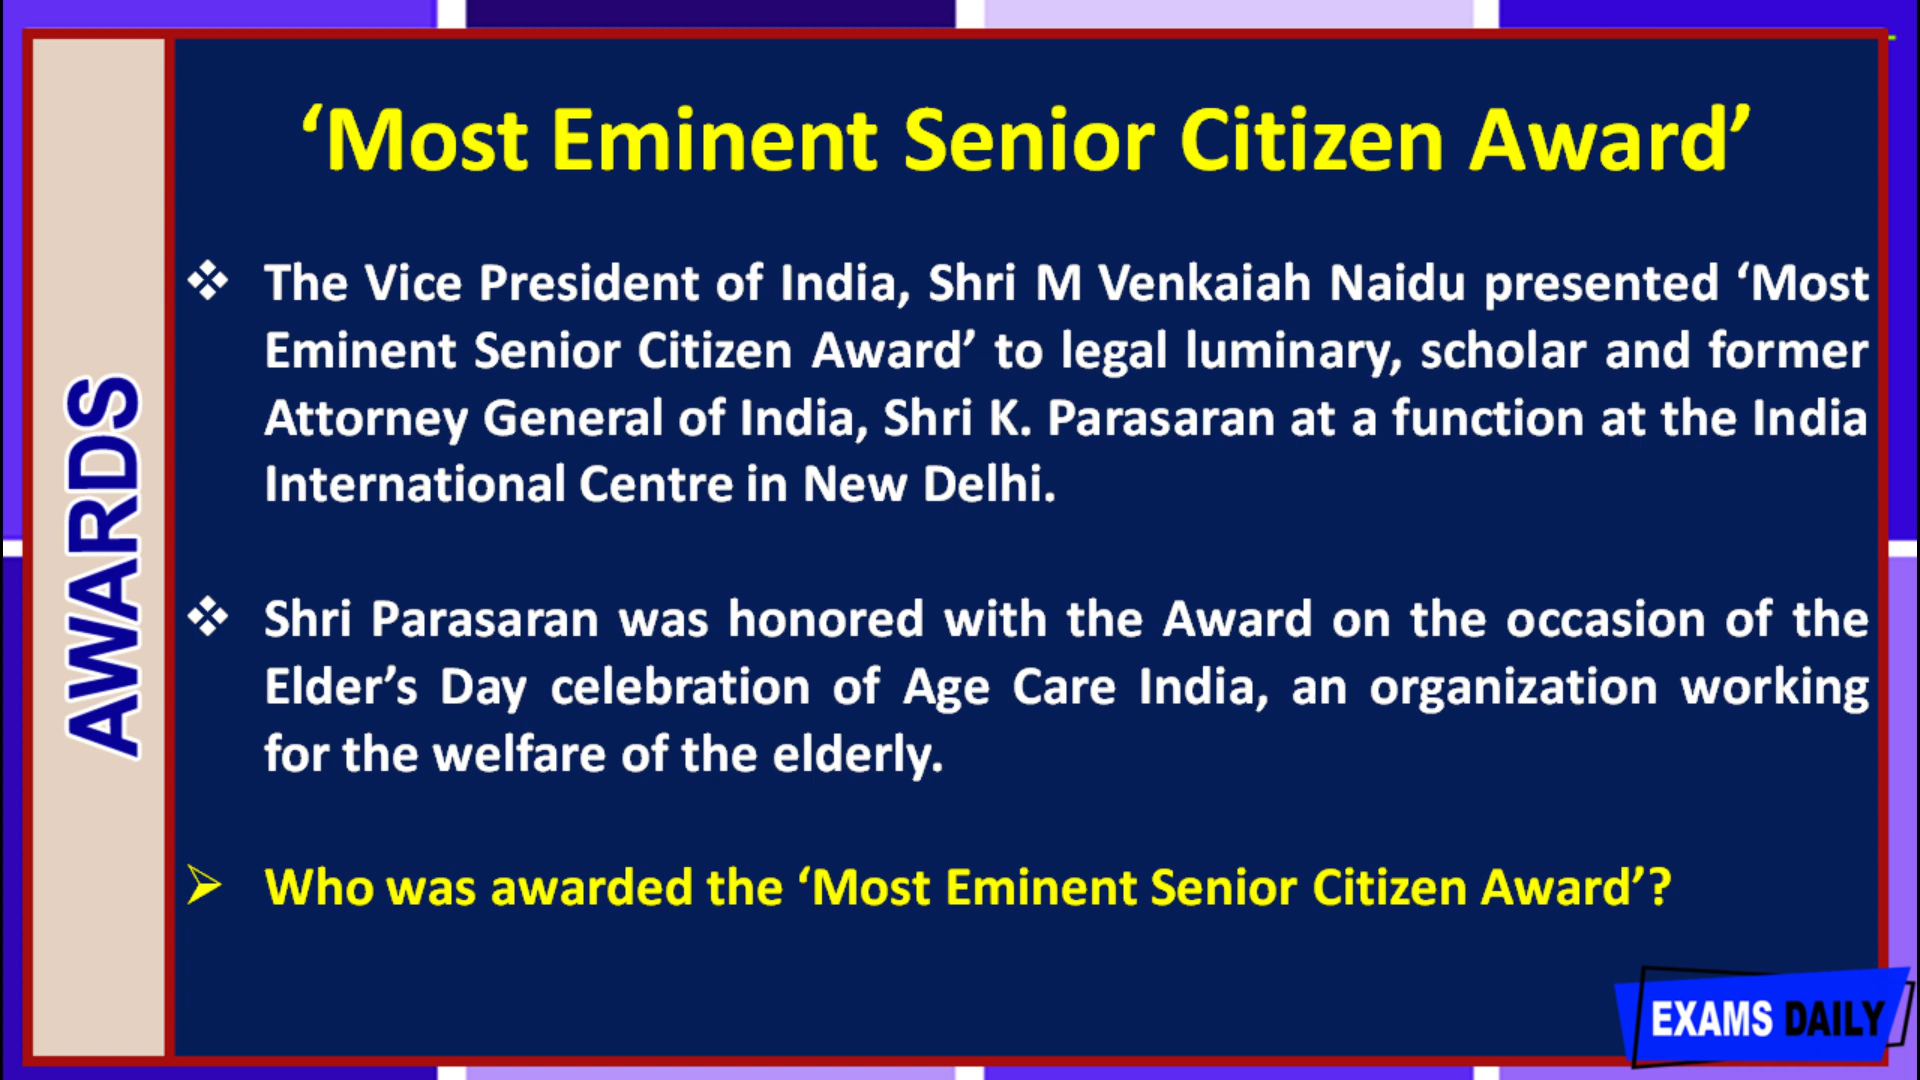 ‘Most Eminent Senior Citizen Award’
AWARDS
❖ The Vice President of India, Shri M Venkaiah Naidu presented ‘Most
Eminent Senior Citizen Award’ to legal luminary, scholar and former
Attorney General of India, Shri K. Parasaran at a function at the India
International Centre in New Delhi.
❖ Shri Parasaran was honored with the Award on the occasion of the
Elder’s Day celebration of Age Care India, an organization working
for the welfare of the elderly.
➢ Who was awarded the ‘Most Eminent Senior Citizen Award’?
EXAMS DAILY